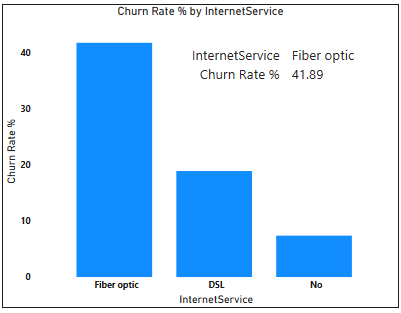 Churn Rate % by InternetService
InternetService Fiber optic
Churn Rate % 41.89
Churn Rate %
40
30
20
10
0
Fiber optic DSL No
InternetService